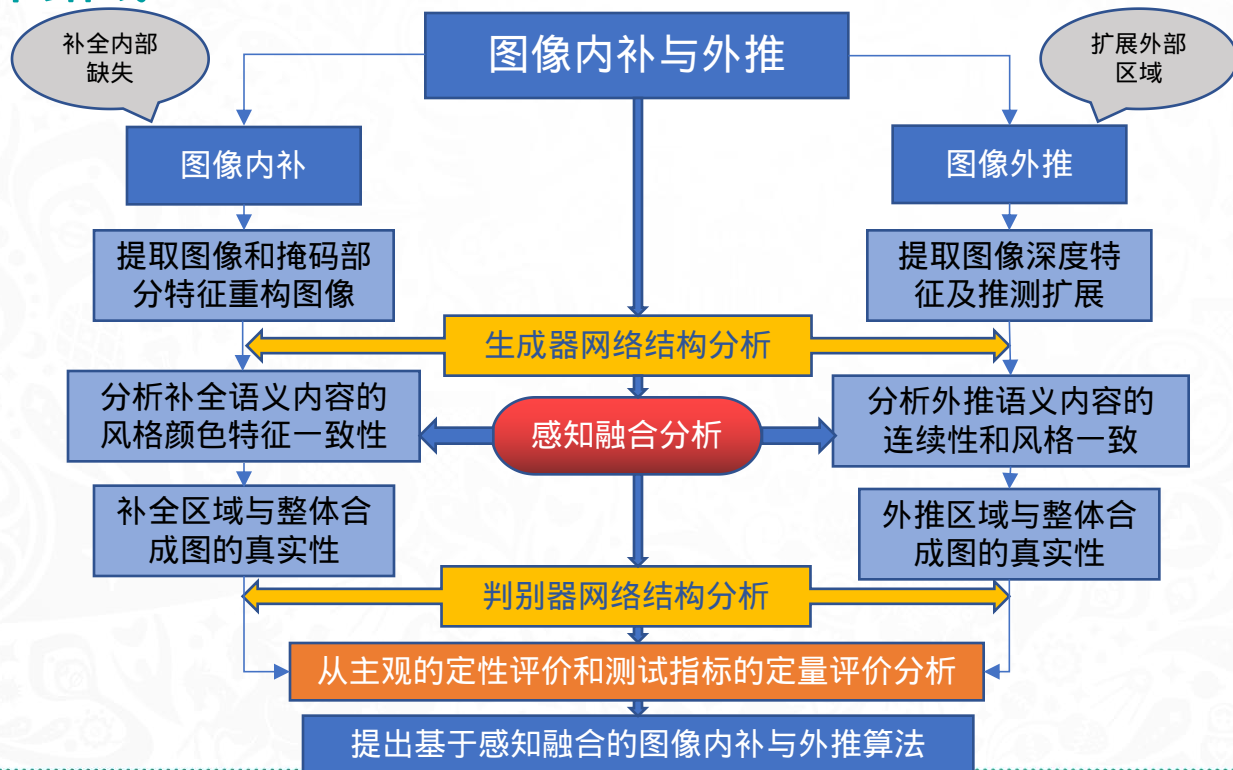 补全内部
缺失
图像内补与外推
扩展外部
区域
图像内补
图像外推
提取图像和掩码部
分特征重构图像
提取图像深度特
征及推测扩展
生成器网络结构分析
分析补全语义内容的
风格颜色特征一致性
感知融合分析
分析外推语义内容的
连续性和风格一致
补全区域与整体合
成图的真实性
外推区域与整体合
成图的真实性
判别器网络结构分析
从主观的定性评价和测试指标的定量评价分析
提出基于感知融合的图像内补与外推算法